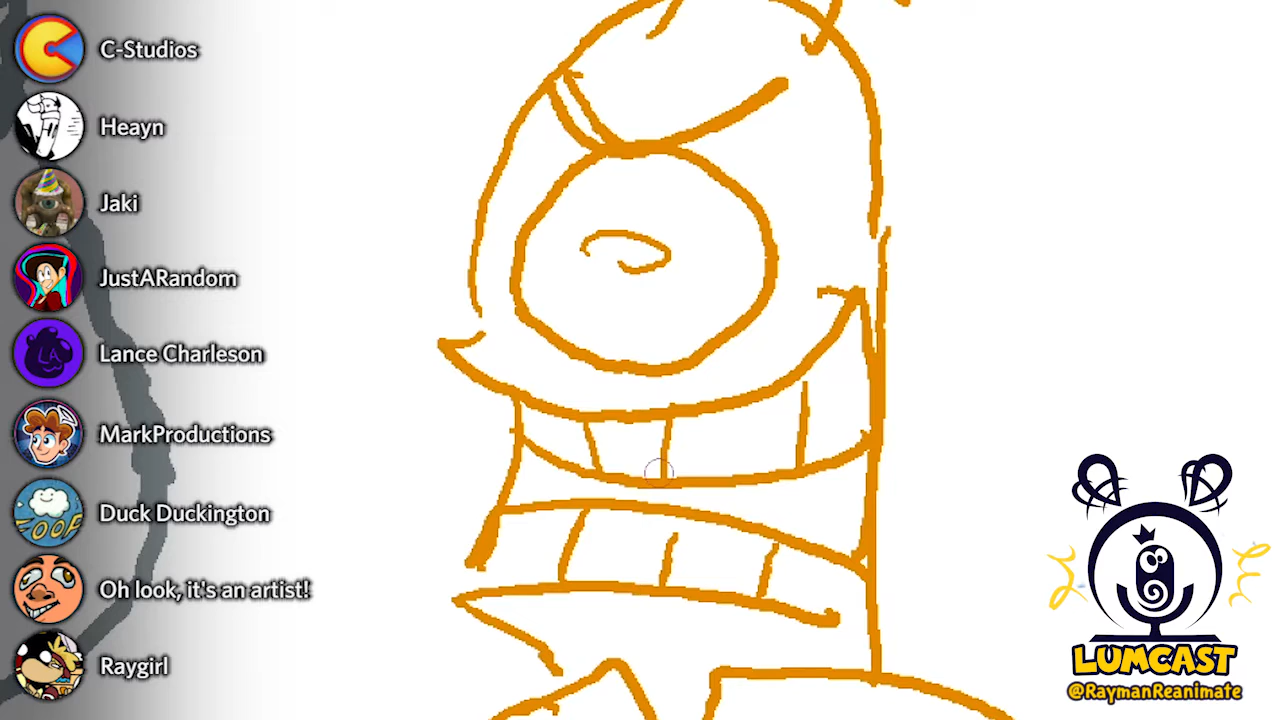 C-Studios
Heayn
Jaki
JustARandom
Lance Charleson
MarkProductions
Duck Duckington
Oh look, it's an artist!
Raygirl
LUMCAST
@RaymanReanimate